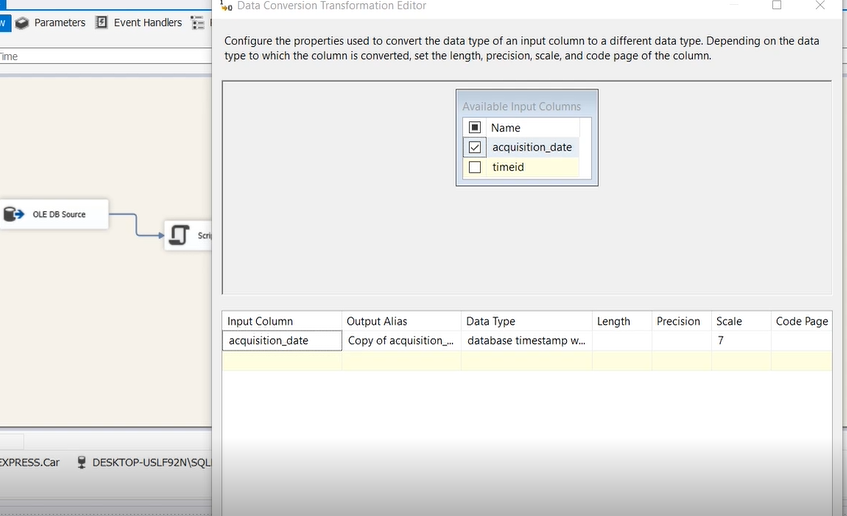 Data Conversion Transformation Editor
Parameters
Event Handlers
Time
Configure the properties used to convert the data type of an input column to a different data type. Depending on the data
type to which the column is converted, set the length, precision, scale, and code page of the column.
Available Input Columns
Name
acquisition_date
timeid
OLE DB Source
Scrip
Input Column Output Alias Data Type Length Precision Scale Code Page
acquisition_date Copy of acquisition_... database timestamp w... 7
EXPRESS.Car
DESKTOP-USLF92N\SQL